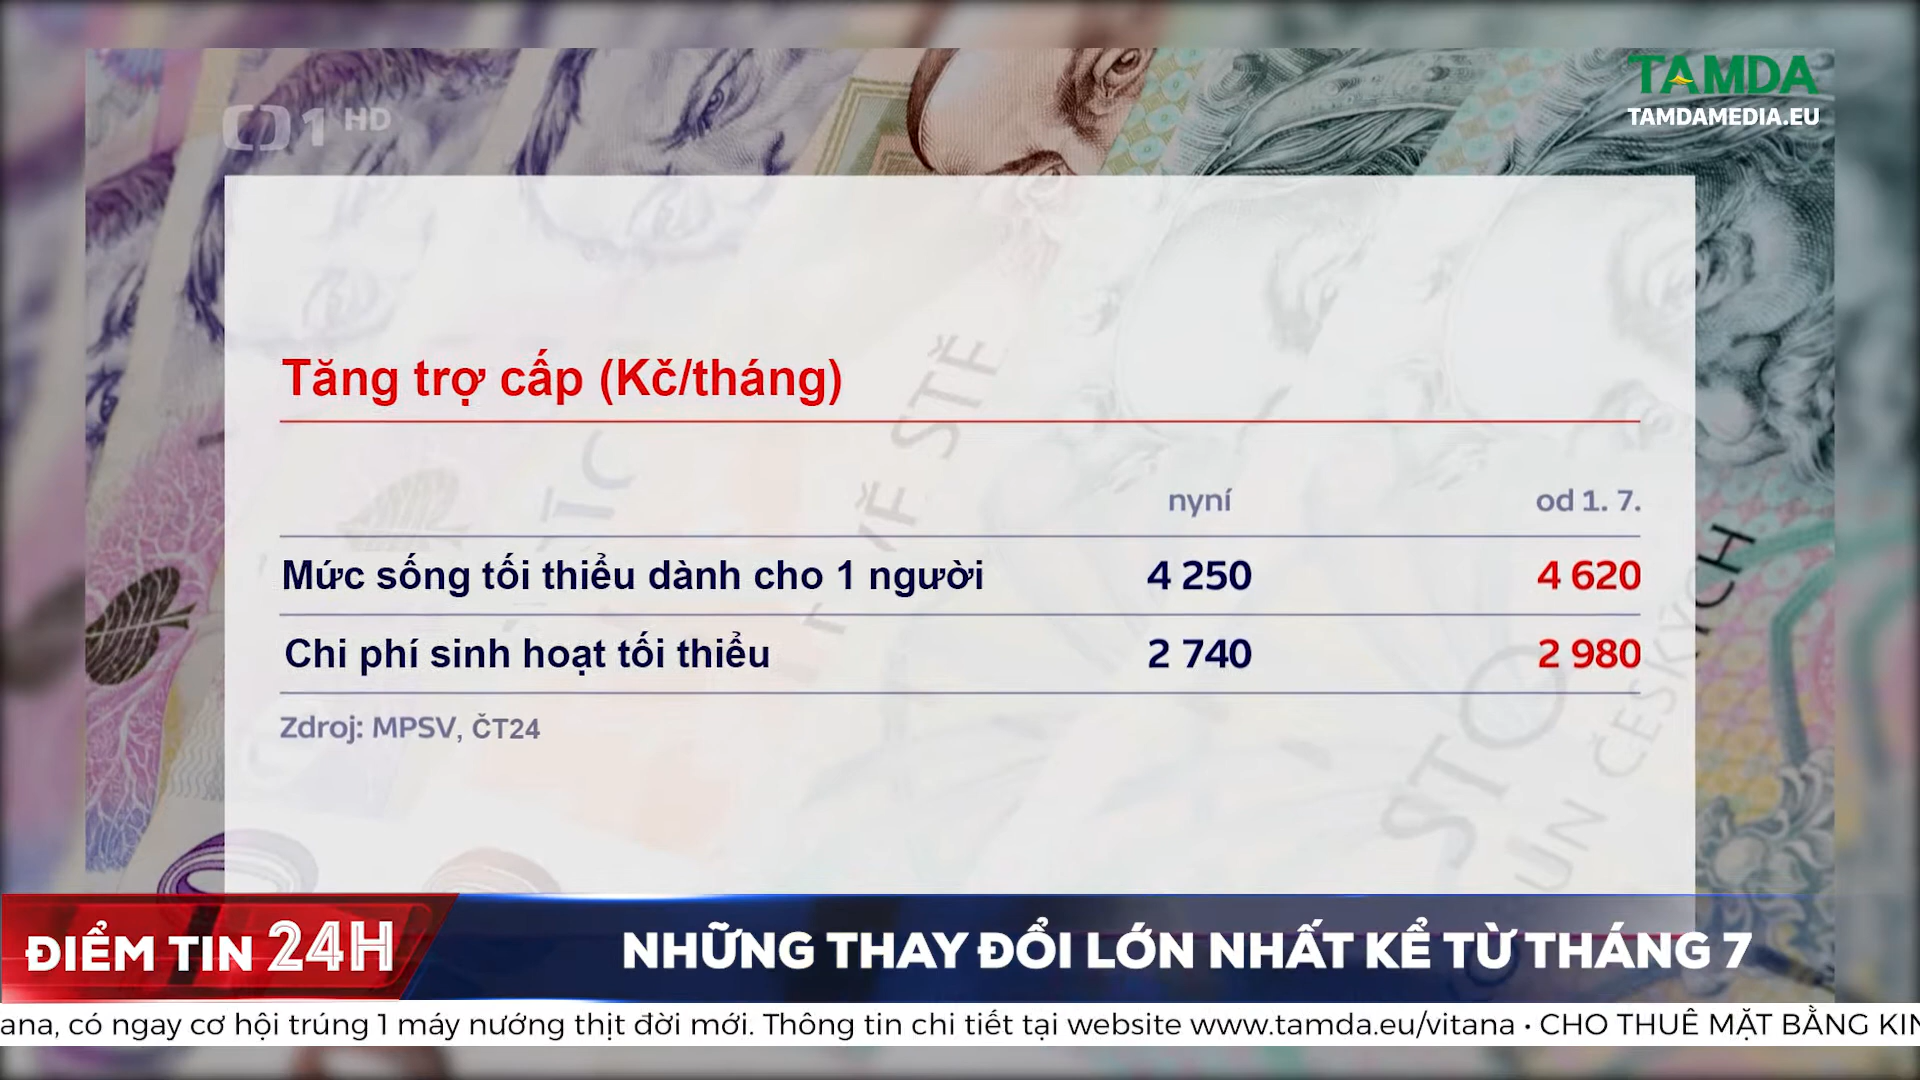 TAMDA
TAMDAMEDIA.EU
1 HD
Tăng trợ cấp (Kč/tháng)
nyní od 1. 7.
Mức sống tối thiểu dành cho 1 người 4 250 4 620
Chi phí sinh hoạt tối thiểu 2 740 2 980
Zdroj: MPSV, ČT24
ĐIỂM TIN 24H
NHỮNG THAY ĐỔI LỚN NHẤT KỂ TỪ THÁNG 7
ana, có ngay cơ hội trúng 1 máy nướng thịt đời mới. Thông tin chi tiết tại website www.tamda.eu/vitana • CHO THUÊ MẶT BẰNG KIN